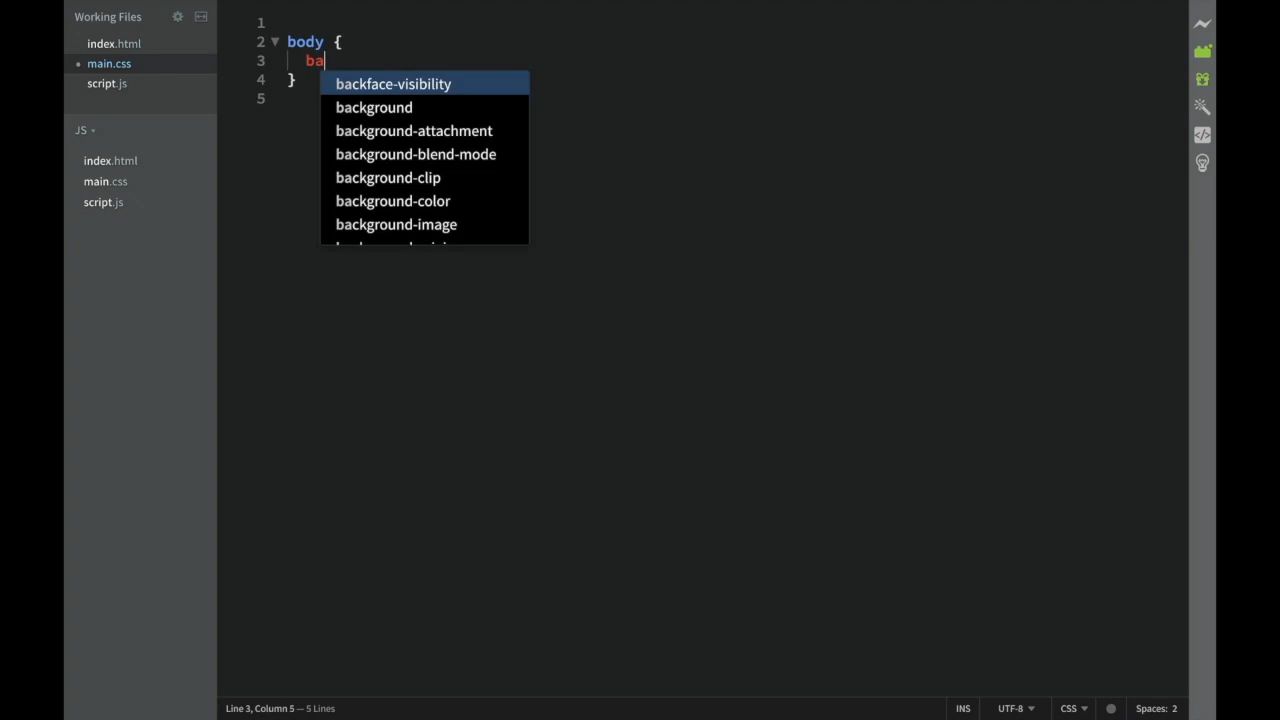 Working Files
index.html
main.css
script.js
JS
index.html
main.css
script.js
1
2 body {
3 ba
4 }
5
backface-visibility
background
background-attachment
background-blend-mode
background-clip
background-color
background-image
Line 3, Column 5 — 5 Lines
INS
UTF-8
CSS
Spaces: 2